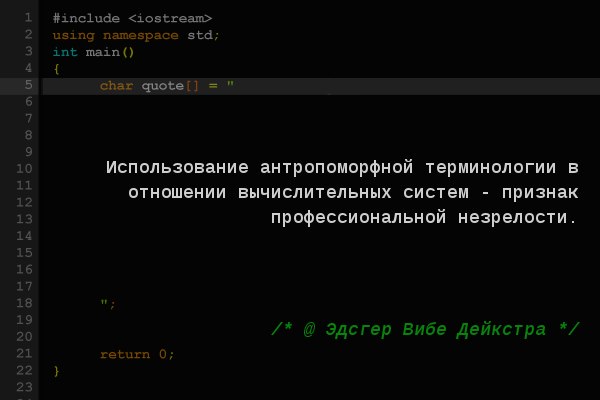 1 #include <iostream>
2 using namespace std;
3 int main()
4 {
5 char quote[] = "
6
7
8
9
10 Использование антропоморфной терминологии в
11 отношении вычислительных систем - признак
12
13 профессиональной незрелости.
14
15
16
17
18 ";
19
20 /* @ Эдсгер Вибе Дейкстра */
21 return 0;
22 }
23